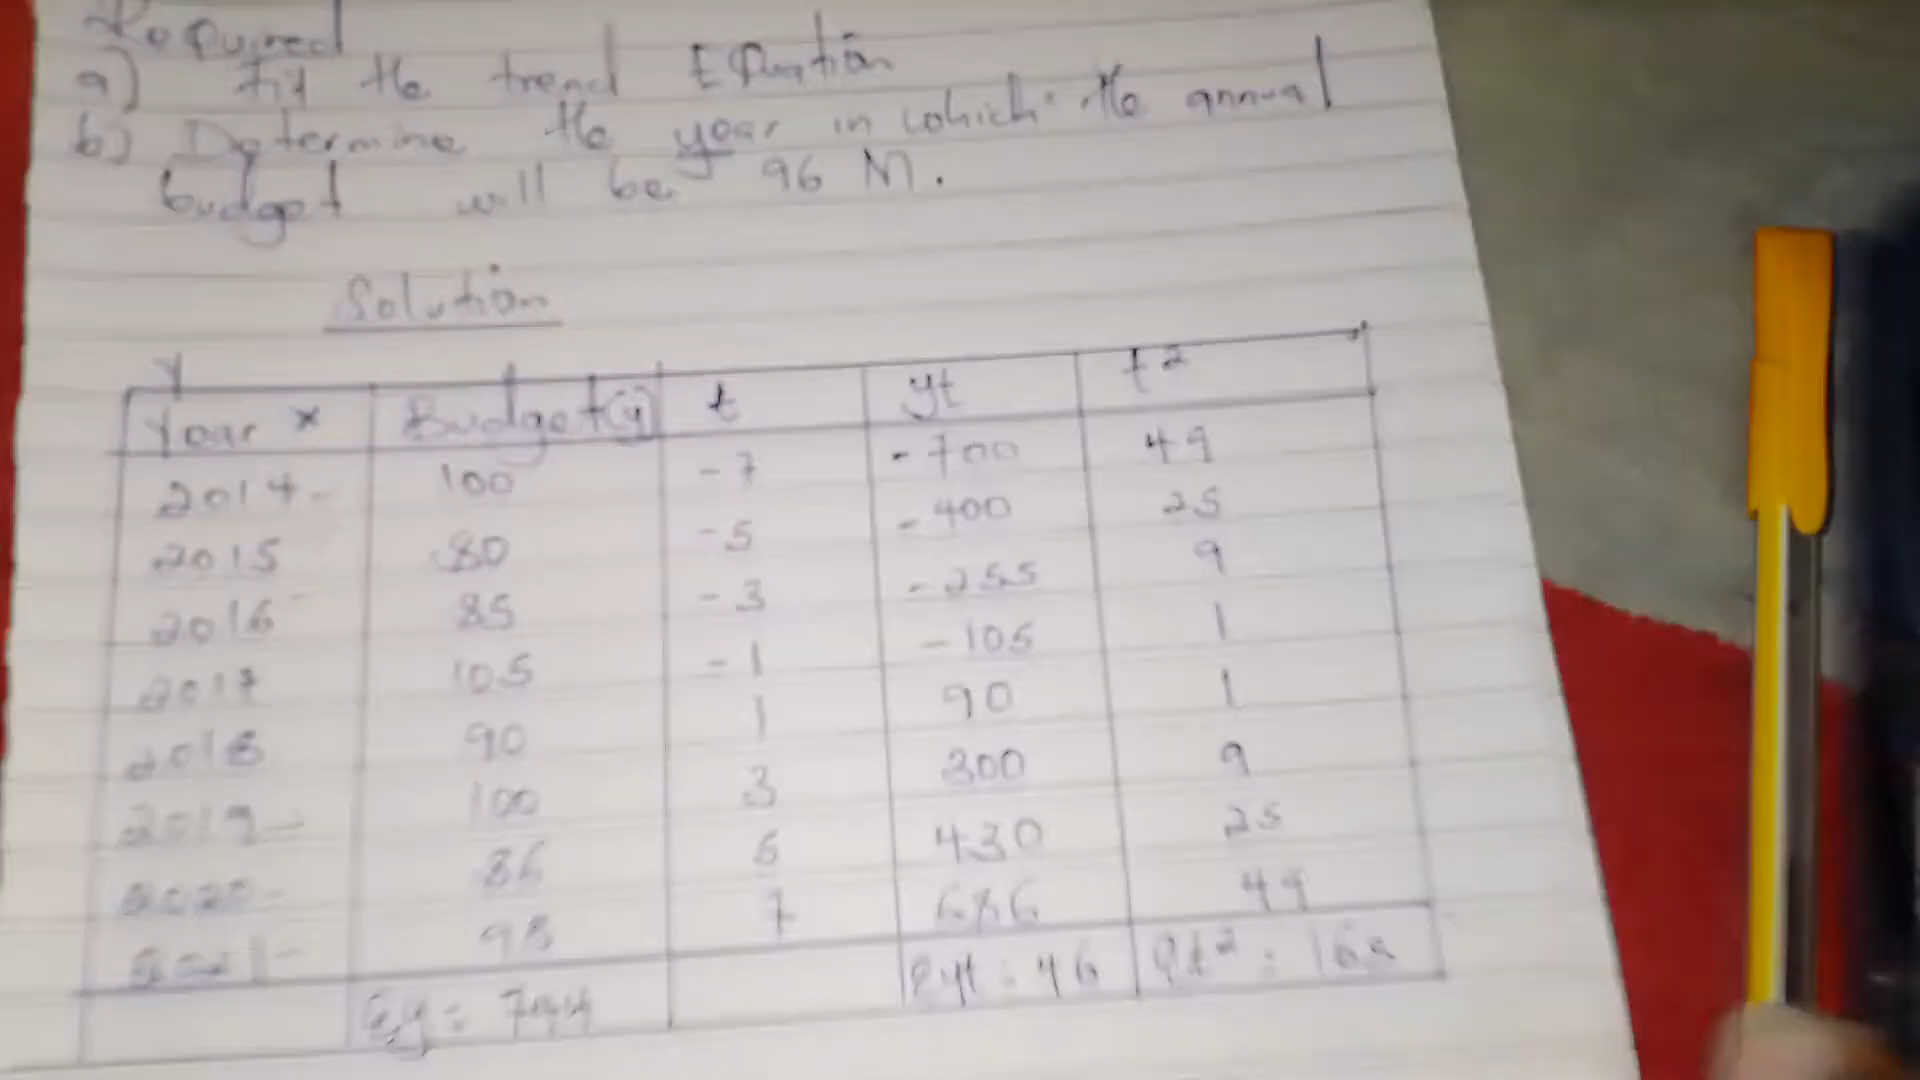 Required
a) Fit the trend Equation
b) Determine the year in which the annual
budget will be 96 M.
Solution
Y
Year x Budget(y) t yt t²
2014 100 -7 -700 49
2015 80 -5 -400 25
2016 85 -3 -255 9
2017 105 -1 -105 1
2018 90 1 90 1
2019 100 3 300 9
2020 86 5 430 25
2021 98 7 686 49
Σy = 744 Σyt = 46 Σt² = 168